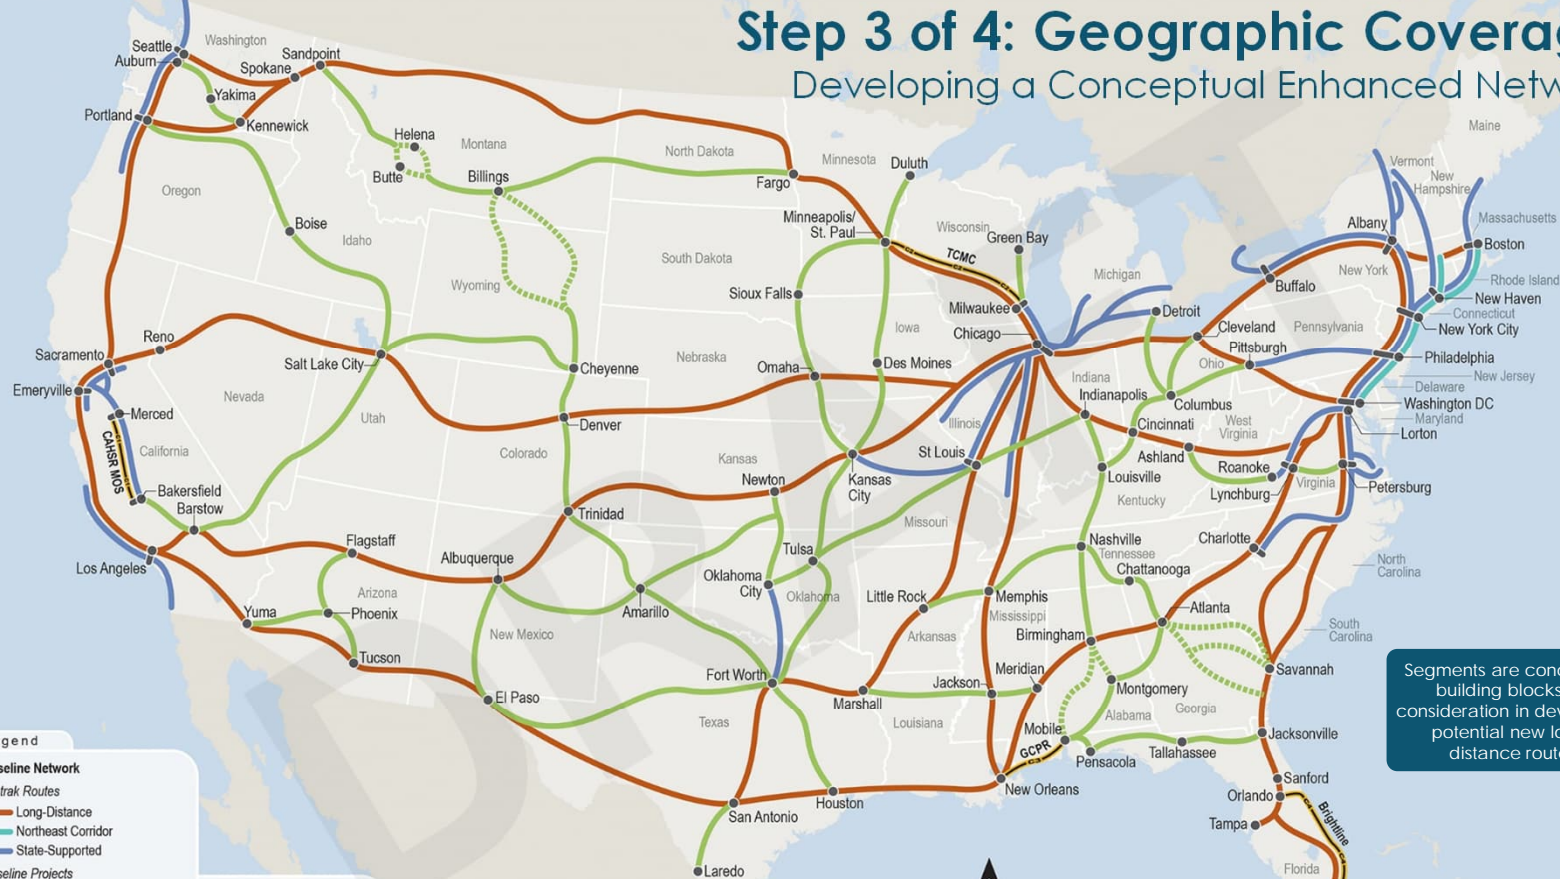 Step 3 of 4: Geographic Coverag
Developing a Conceptual Enhanced Netw
Seattle
Auburn
Washington
Sandpoint
Spokane
Yakima
Portland
Kennewick
Helena
Montana
Butte
Billings
North Dakota
Fargo
Minnesota
Duluth
Maine
Vermont
New
Hampshire
Oregon
Boise
Idaho
Wyoming
South Dakota
Minneapolis/
St. Paul
Wisconsin
Green Bay
TCMC
Michigan
Albany
Massachusetts
Boston
New York
Rhode Island
Buffalo
New Haven
Connecticut
New York City
Sioux Falls
Milwaukee
Chicago
Detroit
Cleveland
Pennsylvania
Pittsburgh
Philadelphia
New Jersey
Delaware
Washington DC
Maryland
Lorton
Reno
Sacramento
Emeryville
Salt Lake City
Cheyenne
Nebraska
Iowa
Omaha
Des Moines
Indiana
Ohio
Indianapolis
Columbus
Nevada
Utah
Merced
California
CAHSR MOS
Denver
Colorado
Kansas
Illinois
Cincinnati
West
Virginia
Ashland
Roanoke
Lynchburg
Virginia
Petersburg
St Louis
Louisville
Kentucky
Bakersfield
Barstow
Newton
Kansas
City
Missouri
Trinidad
Los Angeles
Flagstaff
Albuquerque
Tulsa
Oklahoma
City
Oklahoma
Amarillo
Nashville
Tennessee
Chattanooga
Charlotte
North
Carolina
Arizona
Phoenix
Yuma
New Mexico
Little Rock
Memphis
Mississippi
Arkansas
Birmingham
Atlanta
South
Carolina
Tucson
El Paso
Fort Worth
Texas
Marshall
Louisiana
Jackson
Meridian
Montgomery
Alabama
Georgia
Savannah
Mobile
GCPR
Pensacola
Tallahassee
Jacksonville
New Orleans
Houston
San Antonio
Laredo
Sanford
Orlando
Tampa
Brightline
Florida
DRAFT
Segments are conc
building blocks
consideration in dev
potential new lo
distance rout
gend
seline Network
trak Routes
Long-Distance
Northeast Corridor
State-Supported
seline Projects